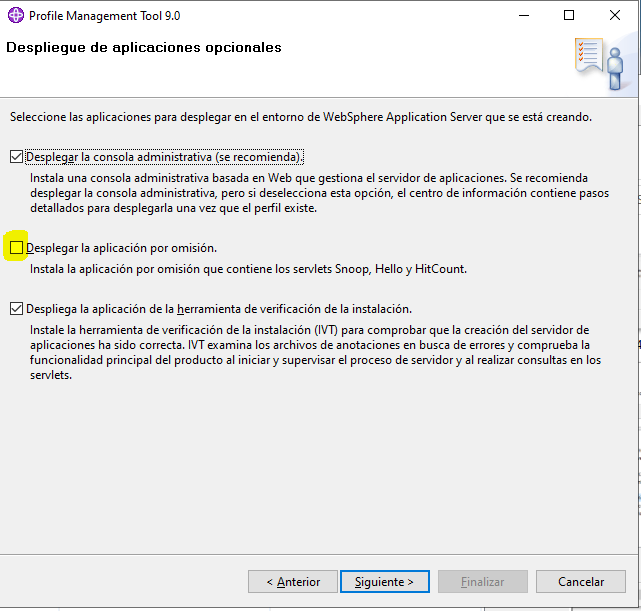 Profile Management Tool 9.0
Despliegue de aplicaciones opcionales
Seleccione las aplicaciones para desplegar en el entorno de WebSphere Application Server que se está creando.
Desplegar la consola administrativa (se recomienda).
Instala una consola administrativa basada en Web que gestiona el servidor de aplicaciones. Se recomienda
desplegar la consola administrativa, pero si deselecciona esta opción, el centro de información contiene pasos
detallados para desplegarla una vez que el perfil existe.
Desplegar la aplicación por omisión.
Instala la aplicación por omisión que contiene los servlets Snoop, Hello y HitCount.
Despliega la aplicación de la herramienta de verificación de la instalación.
Instale la herramienta de verificación de la instalación (IVT) para comprobar que la creación del servidor de
aplicaciones ha sido correcta. IVT examina los archivos de anotaciones en busca de errores y comprueba la
funcionalidad principal del producto al iniciar y supervisar el proceso de servidor y al realizar consultas en los
servlets.
< Anterior
Siguiente >
Finalizar
Cancelar